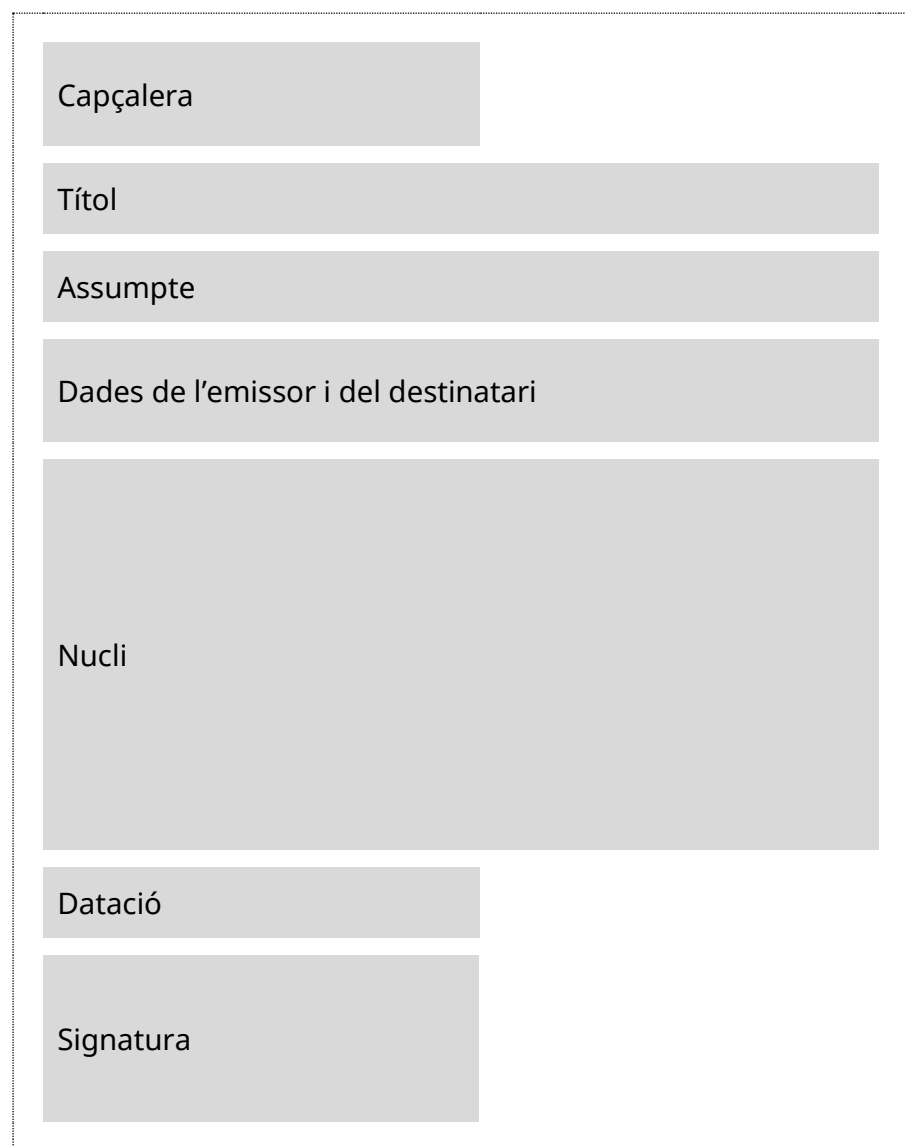 Capçalera
Títol
Assumpte
Dades de l’emissor i del destinatari
Nucli
Datació
Signatura